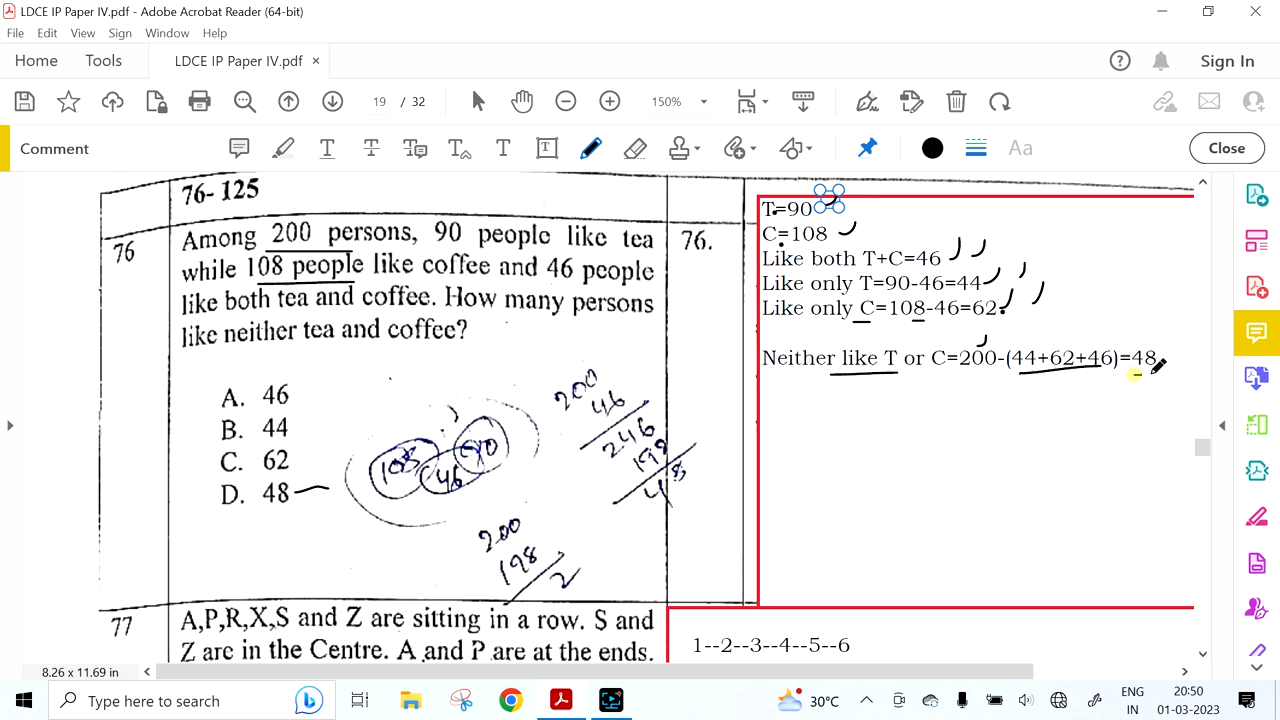 LDCE IP Paper IV.pdf - Adobe Acrobat Reader (64-bit)
File Edit View Sign Window Help
Home Tools LDCE IP Paper IV.pdf × Sign In
19 / 32 150%
Comment Aa Close
76- 125
76 Among 200 persons, 90 people like tea
while 108 people like coffee and 46 people
like both tea and coffee. How many persons
like neither tea and coffee?
A. 46
B. 44
C. 62
D. 48
76.
T=90
C=108
Like both T+C=46
Like only T=90-46=44
Like only C=108-46=62
Neither like T or C=200-(44+62+46)=48
108 46 90
200
46
246
198
48
200
198
2
77 A,P,R,X,S and Z are sitting in a row. S and
Z are in the Centre. A and P are at the ends.
1--2--3--4--5--6
8.26 x 11.69 in
Type here to search
30°C
ENG
IN
20:50
01-03-2023